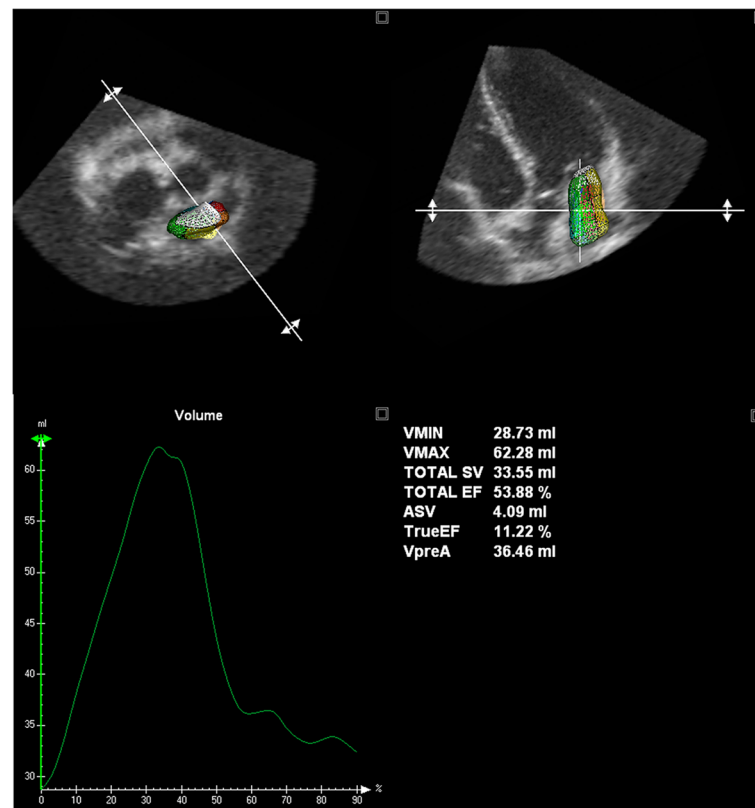 Volume
ml
60
55
50
45
40
35
30
0 10 20 30 40 50 60 70 80 90 %
VMIN 28.73 ml
VMAX 62.28 ml
TOTAL SV 33.55 ml
TOTAL EF 53.88 %
ASV 4.09 ml
TrueEF 11.22 %
VpreA 36.46 ml